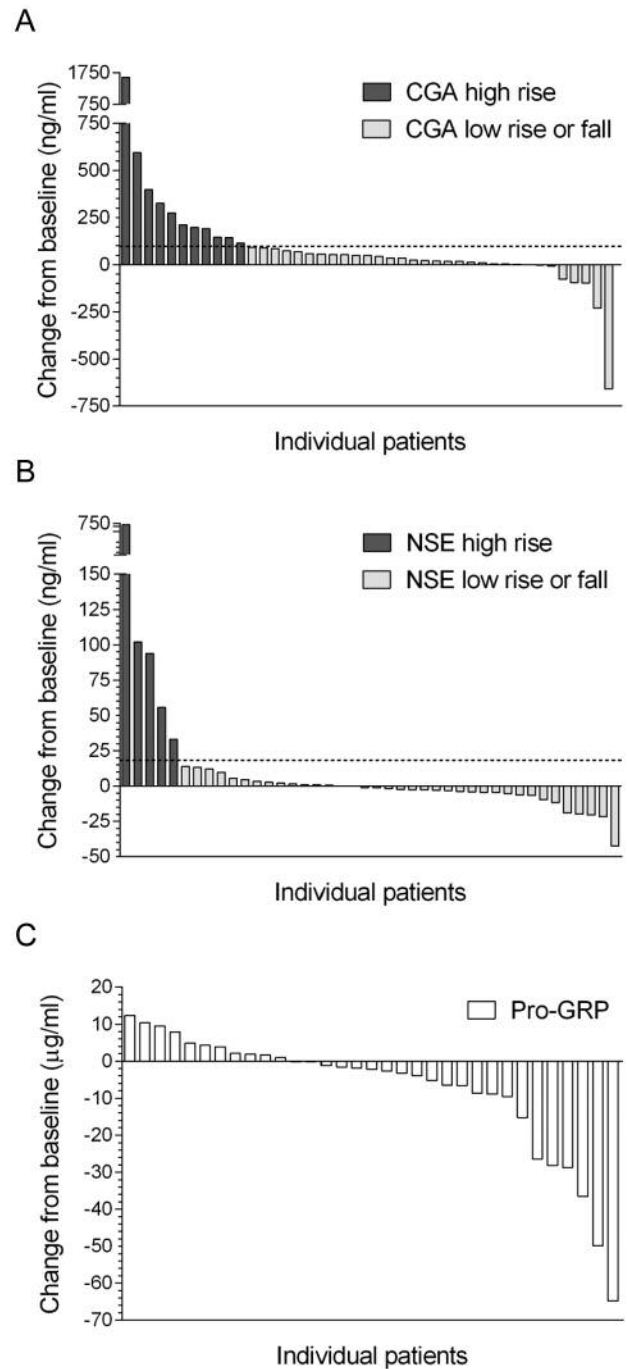 A
Change from baseline (ng/ml)
1750
750
750
500
250
0
-250
-500
-750
CGA high rise
CGA low rise or fall
Individual patients
B
Change from baseline (ng/ml)
750
150
125
100
75
50
25
0
-25
-50
NSE high rise
NSE low rise or fall
Individual patients
C
Change from baseline (µg/ml)
20
10
0
-10
-20
-30
-40
-50
-60
-70
Pro-GRP
Individual patients